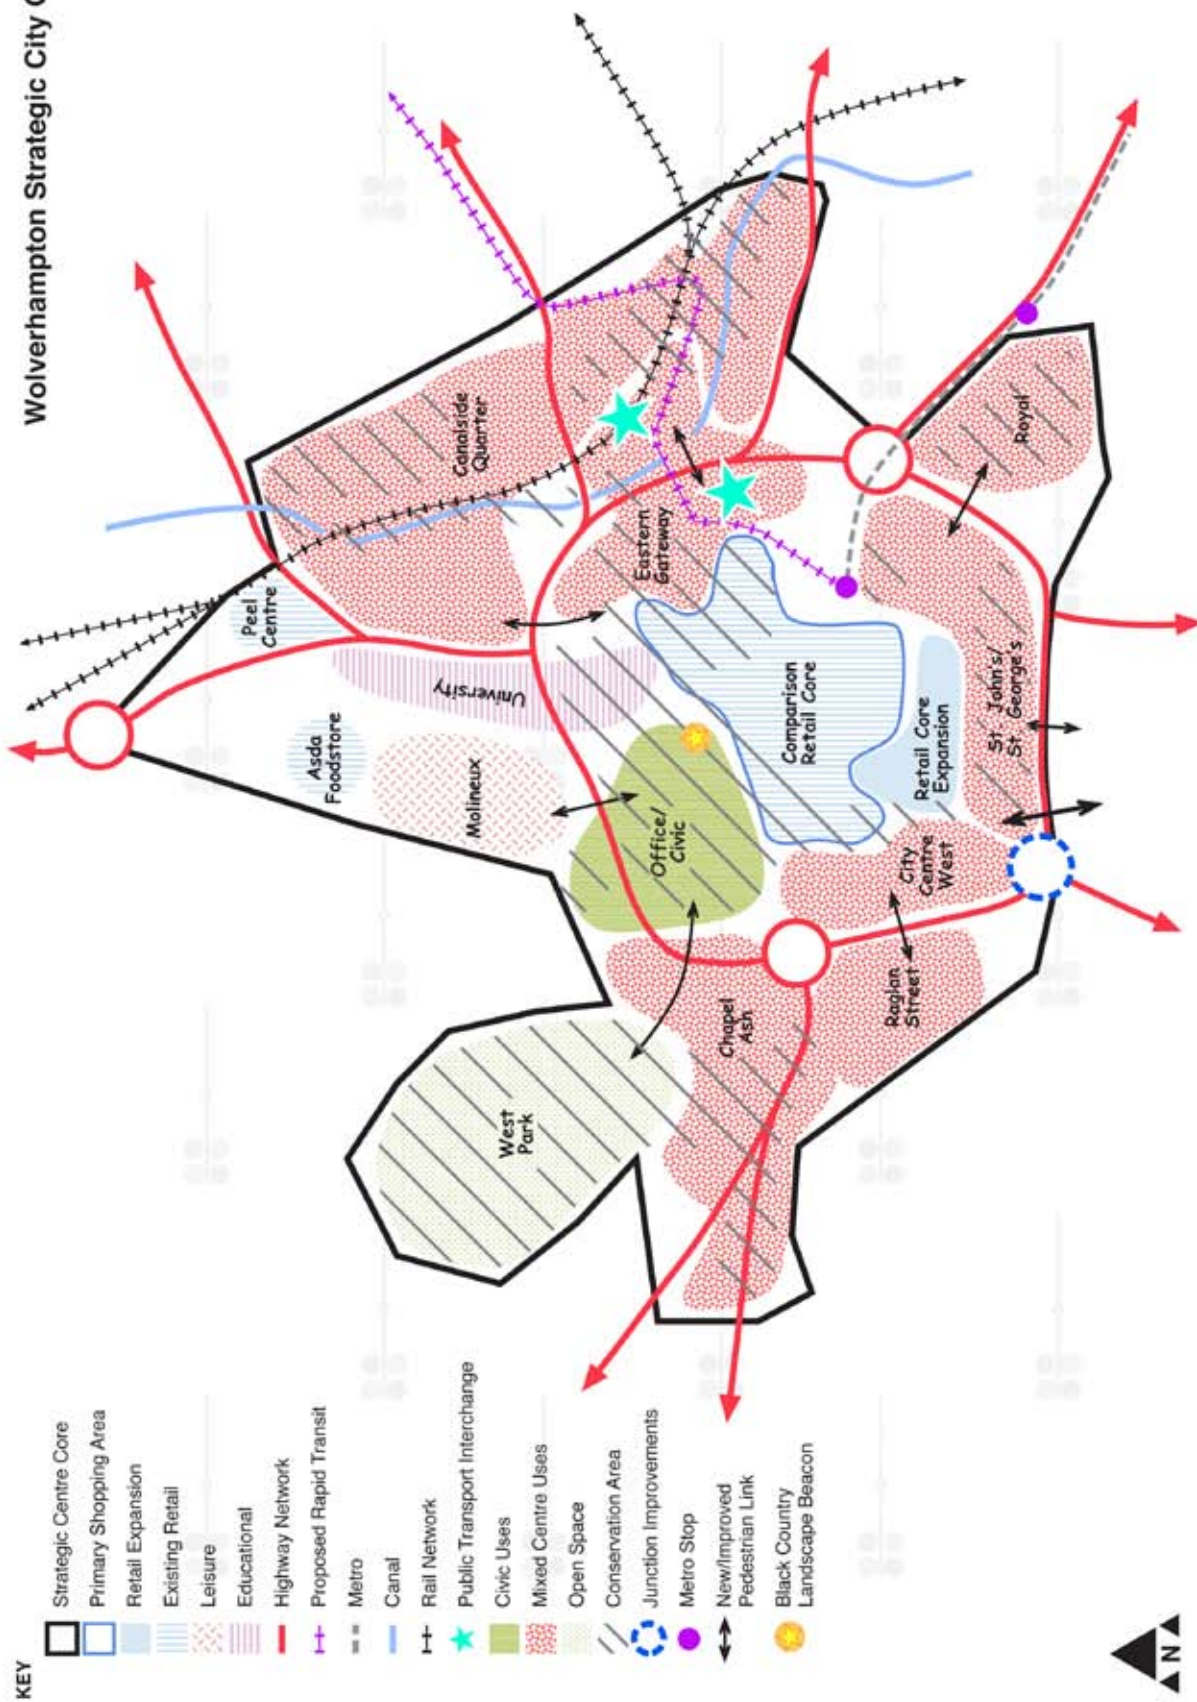 Wolverhampton Strategic City C
Peel
Centre
Asda
Foodstore
Canalside
Quarter
University
Molineux
Eastern
Gateway
Office/
Civic
West
Park
Comparison
Retail Core
Chapel
Ash
Retail Core
Expansion
City
Centre
West
Raglan
Street
St John's/
St George's
Royal
KEY
Strategic Centre Core
Primary Shopping Area
Retail Expansion
Existing Retail
Leisure
Educational
Highway Network
Proposed Rapid Transit
Metro
Canal
Rail Network
Public Transport Interchange
Civic Uses
Mixed Centre Uses
Open Space
Conservation Area
Junction Improvements
Metro Stop
New/Improved
Pedestrian Link
Black Country
Landscape Beacon
N